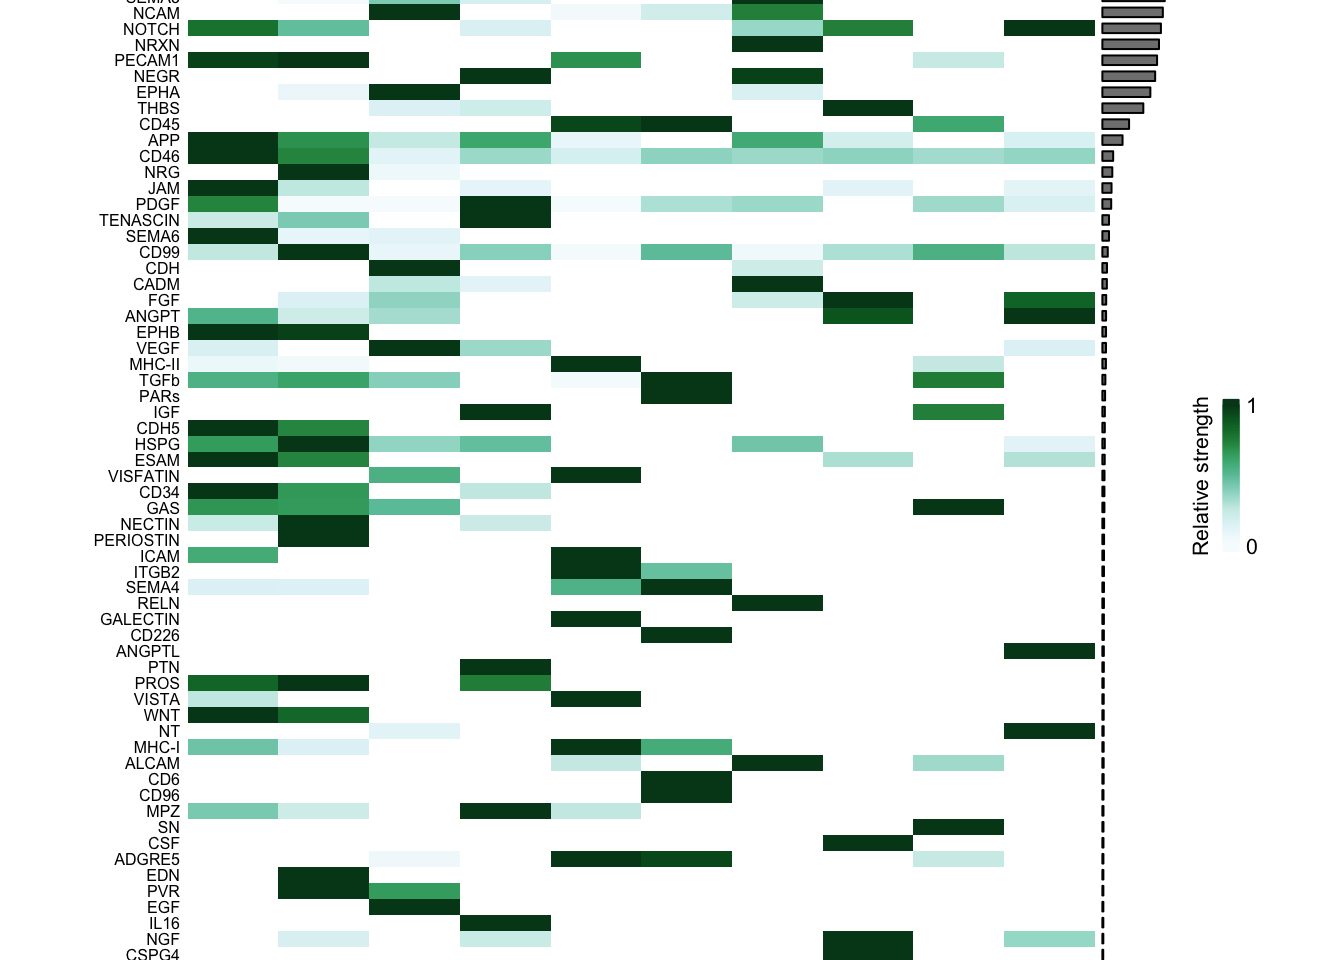 NCAM
NOTCH
NRXN
PECAM1
NEGR
EPHA
THBS
CD45
APP
CD46
NRG
JAM
PDGF
TENASCIN
SEMA6
CD99
CDH
CADM
FGF
ANGPT
EPHB
VEGF
MHC-II
TGFb
PARs
IGF
CDH5
HSPG
ESAM
VISFATIN
CD34
GAS
NECTIN
PERIOSTIN
ICAM
ITGB2
SEMA4
RELN
GALECTIN
CD226
ANGPTL
PTN
PROS
VISTA
WNT
NT
MHC-I
ALCAM
CD6
CD96
MPZ
SN
CSF
ADGRE5
EDN
PVR
EGF
IL16
NGF
CSPG4
Relative strength
1
0